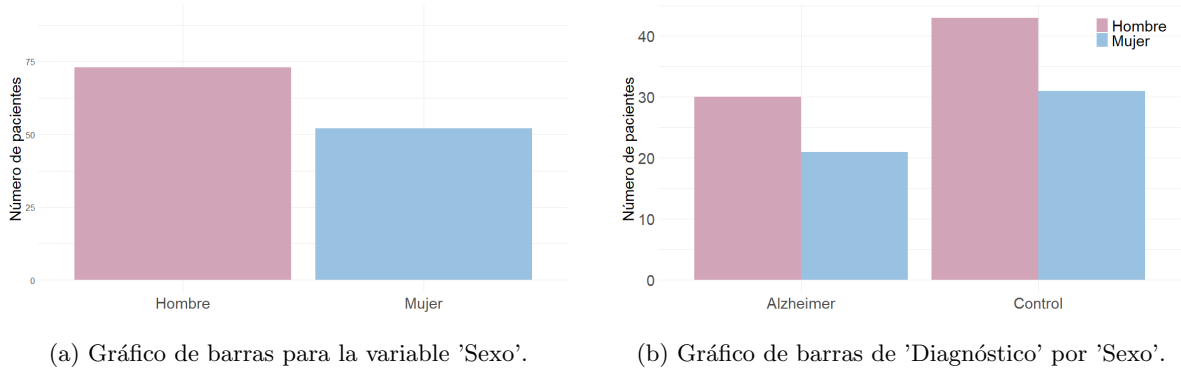 Número de pacientes
75
50
25
0
Hombre Mujer
(a) Gráfico de barras para la variable ’Sexo’.
Número de pacientes
40
30
20
10
0
Hombre
Mujer
Alzheimer Control
(b) Gráfico de barras de ’Diagnóstico’ por ’Sexo’.